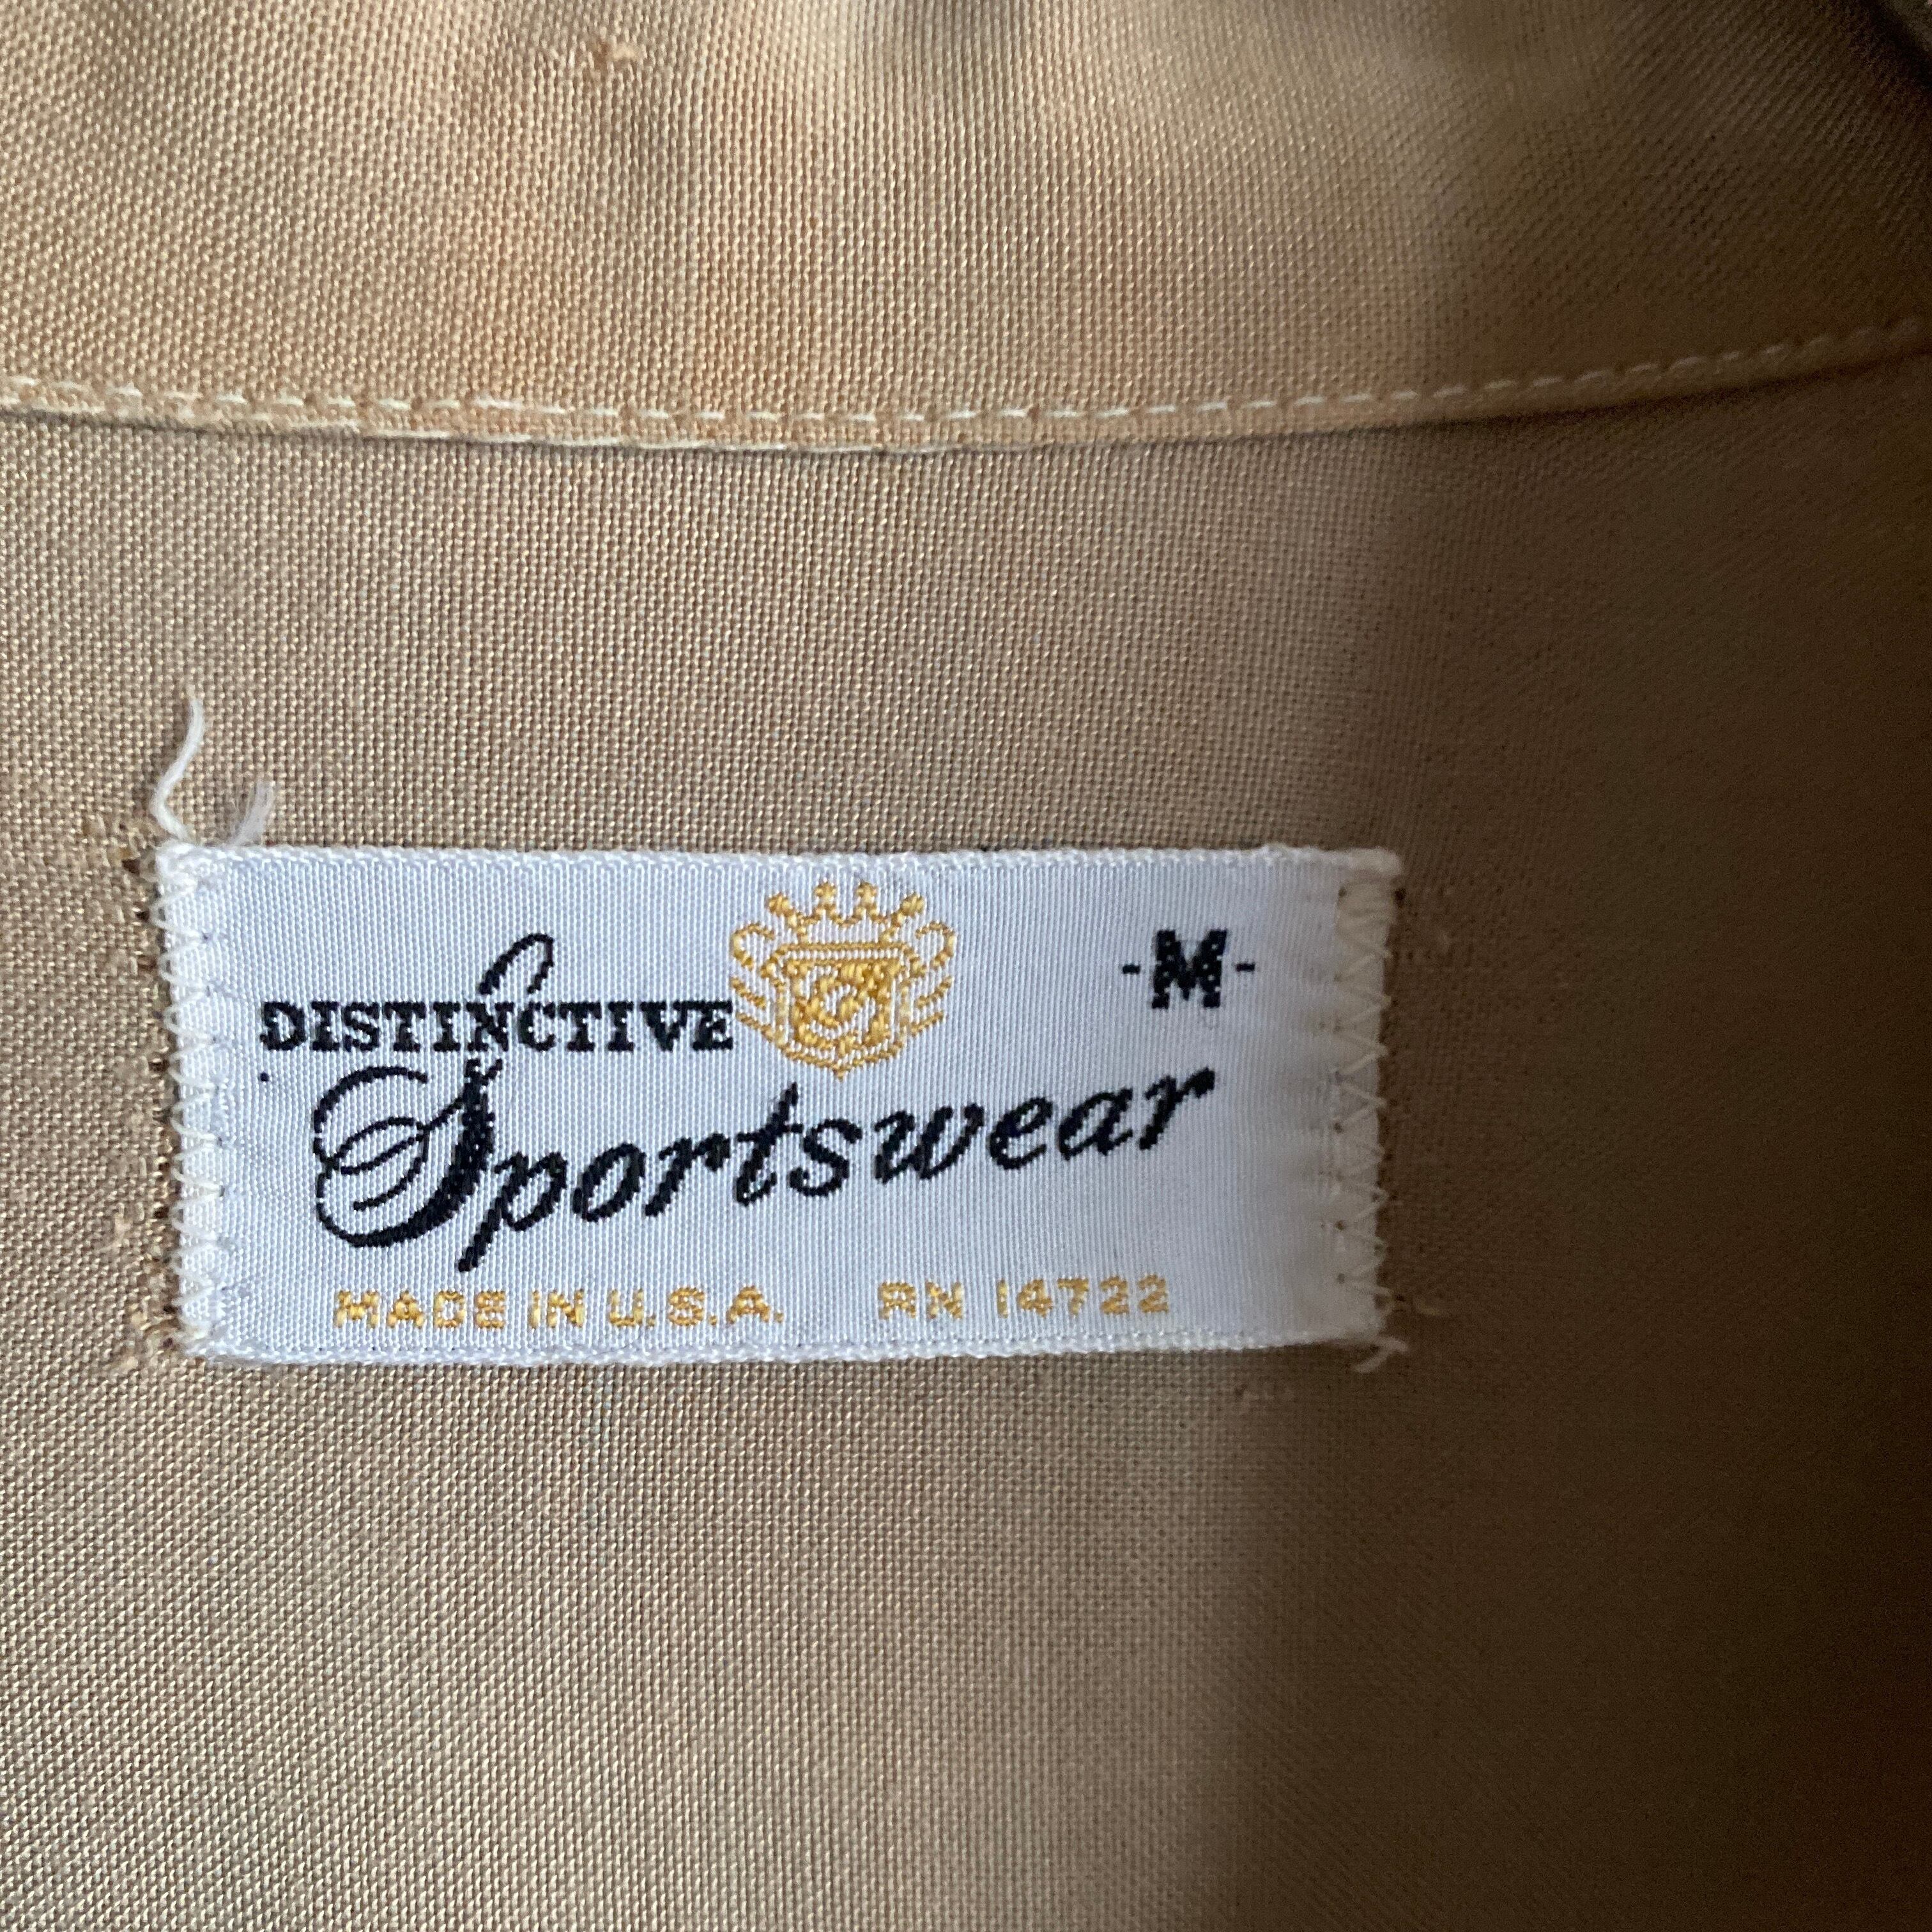 DISTINCTIVE -M-
Sportswear
MADE IN U.S.A. RN 14722